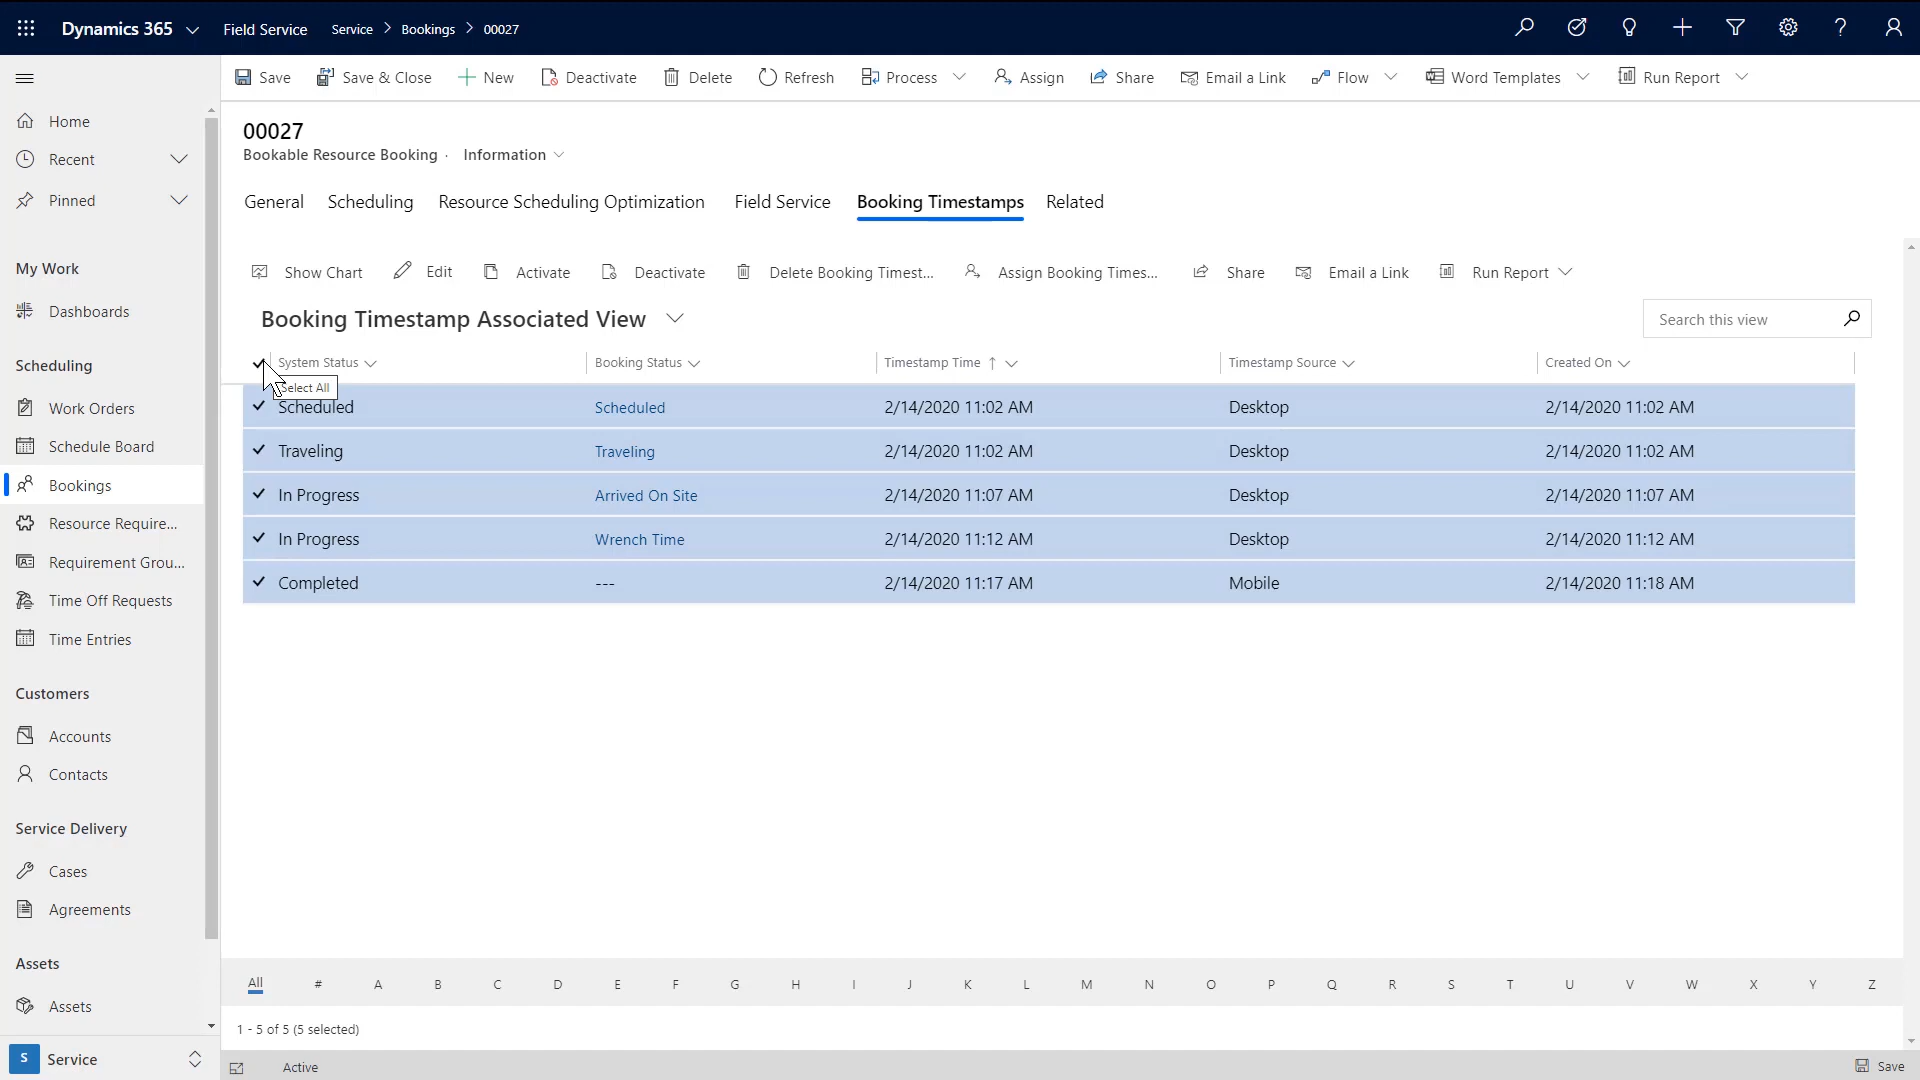 Dynamics 365 Field Service Service Bookings 00027
Save Save & Close New Deactivate Delete Refresh Process Assign Share Email a Link Flow Word Templates Run Report
Home
Recent
Pinned
My Work
Dashboards
Scheduling
Work Orders
Schedule Board
Bookings
Resource Require...
Requirement Grou...
Time Off Requests
Time Entries
Customers
Accounts
Contacts
Service Delivery
Cases
Agreements
Assets
Assets
S Service
00027
Bookable Resource Booking · Information
General Scheduling Resource Scheduling Optimization Field Service Booking Timestamps Related
Show Chart Edit Activate Deactivate Delete Booking Timest... Assign Booking Times... Share Email a Link Run Report
Booking Timestamp Associated View
Search this view
System Status Booking Status Timestamp Time ↑ Timestamp Source Created On
Select All
Scheduled Scheduled 2/14/2020 11:02 AM Desktop 2/14/2020 11:02 AM
Traveling Traveling 2/14/2020 11:02 AM Desktop 2/14/2020 11:02 AM
In Progress Arrived On Site 2/14/2020 11:07 AM Desktop 2/14/2020 11:07 AM
In Progress Wrench Time 2/14/2020 11:12 AM Desktop 2/14/2020 11:12 AM
Completed --- 2/14/2020 11:17 AM Mobile 2/14/2020 11:18 AM
All # A B C D E F G H I J K L M N O P Q R S T U V W X Y Z
1 - 5 of 5 (5 selected)
Active Save